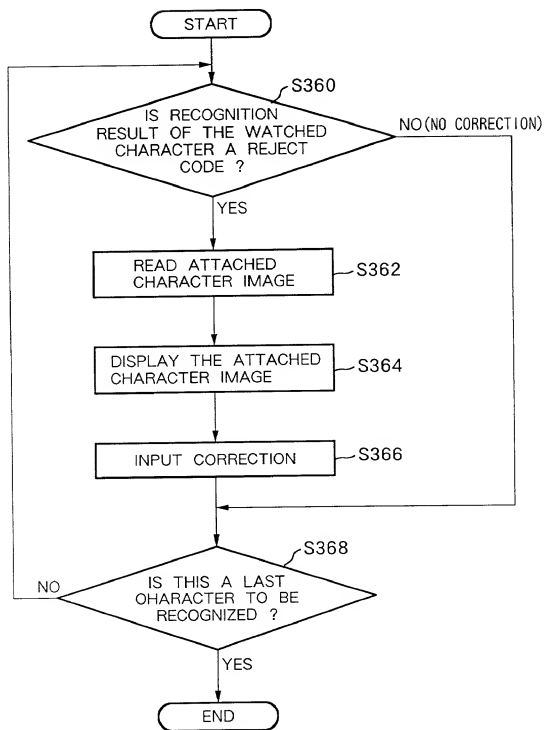 START
S360
IS RECOGNITION
RESULT OF THE WATCHED
CHARACTER A REJECT
CODE ?
NO(NO CORRECTION)
YES
READ ATTACHED
CHARACTER IMAGE
S362
DISPLAY THE ATTACHED
CHARACTER IMAGE
S364
INPUT CORRECTION
S366
S368
NO
IS THIS A LAST
OHARACTER TO BE
RECOGNIZED ?
YES
END